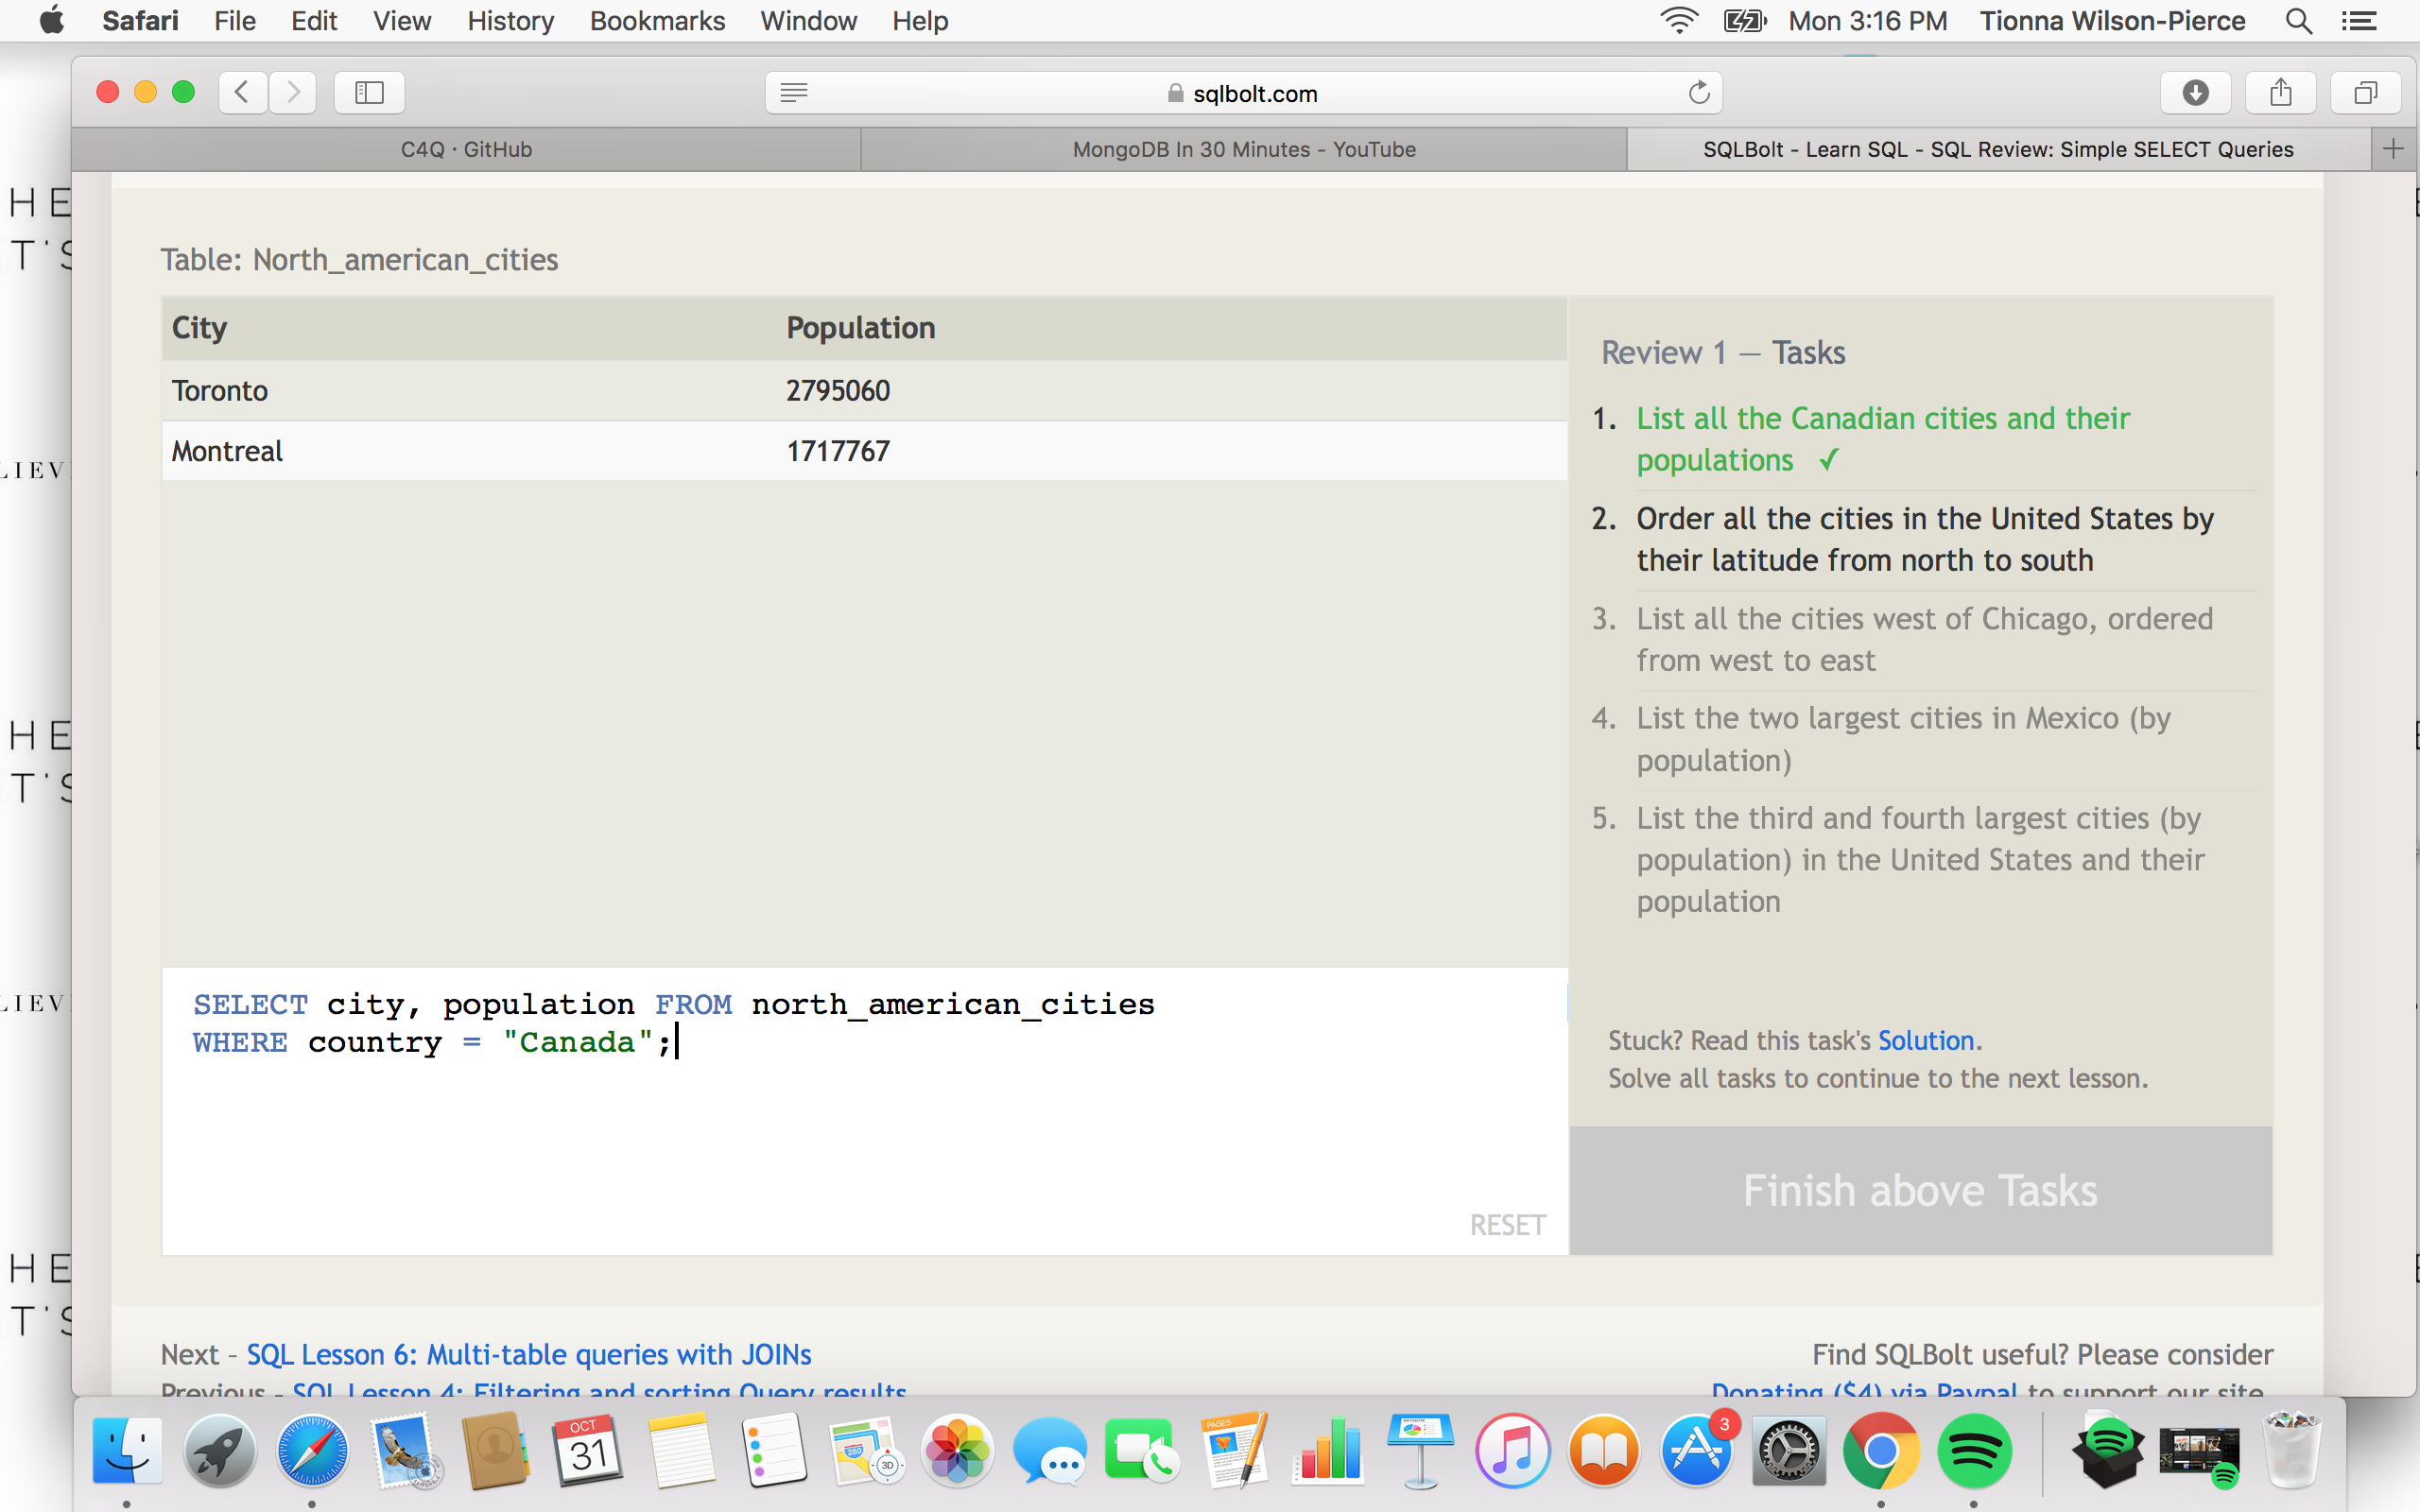 Safari File Edit View History Bookmarks Window Help Mon 3:16 PM Tionna Wilson-Pierce
sqlbolt.com
C4Q · GitHub MongoDB In 30 Minutes - YouTube SQLBolt - Learn SQL - SQL Review: Simple SELECT Queries
Table: North_american_cities
City Population
Toronto 2795060
Montreal 1717767
Review 1 — Tasks
1. List all the Canadian cities and their
populations ✓
2. Order all the cities in the United States by
their latitude from north to south
3. List all the cities west of Chicago, ordered
from west to east
4. List the two largest cities in Mexico (by
population)
5. List the third and fourth largest cities (by
population) in the United States and their
population
SELECT city, population FROM north_american_cities
WHERE country = "Canada";
RESET
Stuck? Read this task's Solution.
Solve all tasks to continue to the next lesson.
Finish above Tasks
Next – SQL Lesson 6: Multi-table queries with JOINs
Previous – SQL Lesson 4: Filtering and sorting Query results
Find SQLBolt useful? Please consider
Donating ($4) via Paypal to support our site.
HE
T'S
LIEV
HE
T'S
LIEV
HE
T'S
OCT
31
280
3D
PAGES
3